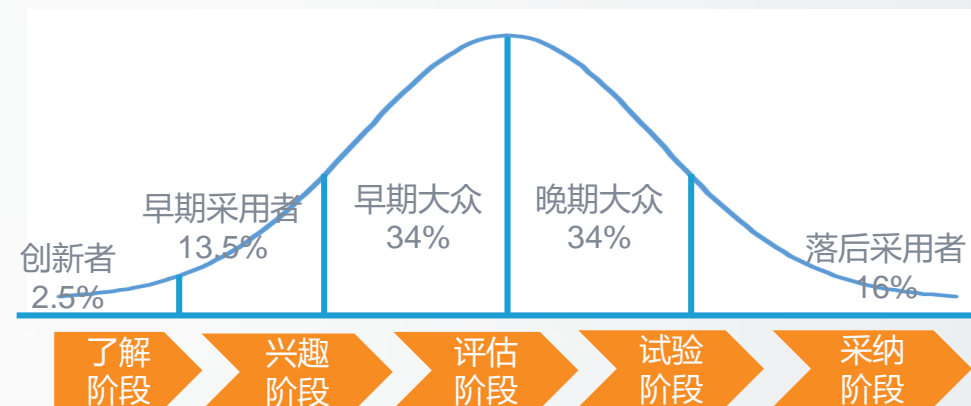 创新者
2.5%
早期采用者
13.5%
早期大众
34%
晚期大众
34%
落后采用者
16%
了解
阶段
兴趣
阶段
评估
阶段
试验
阶段
采纳
阶段